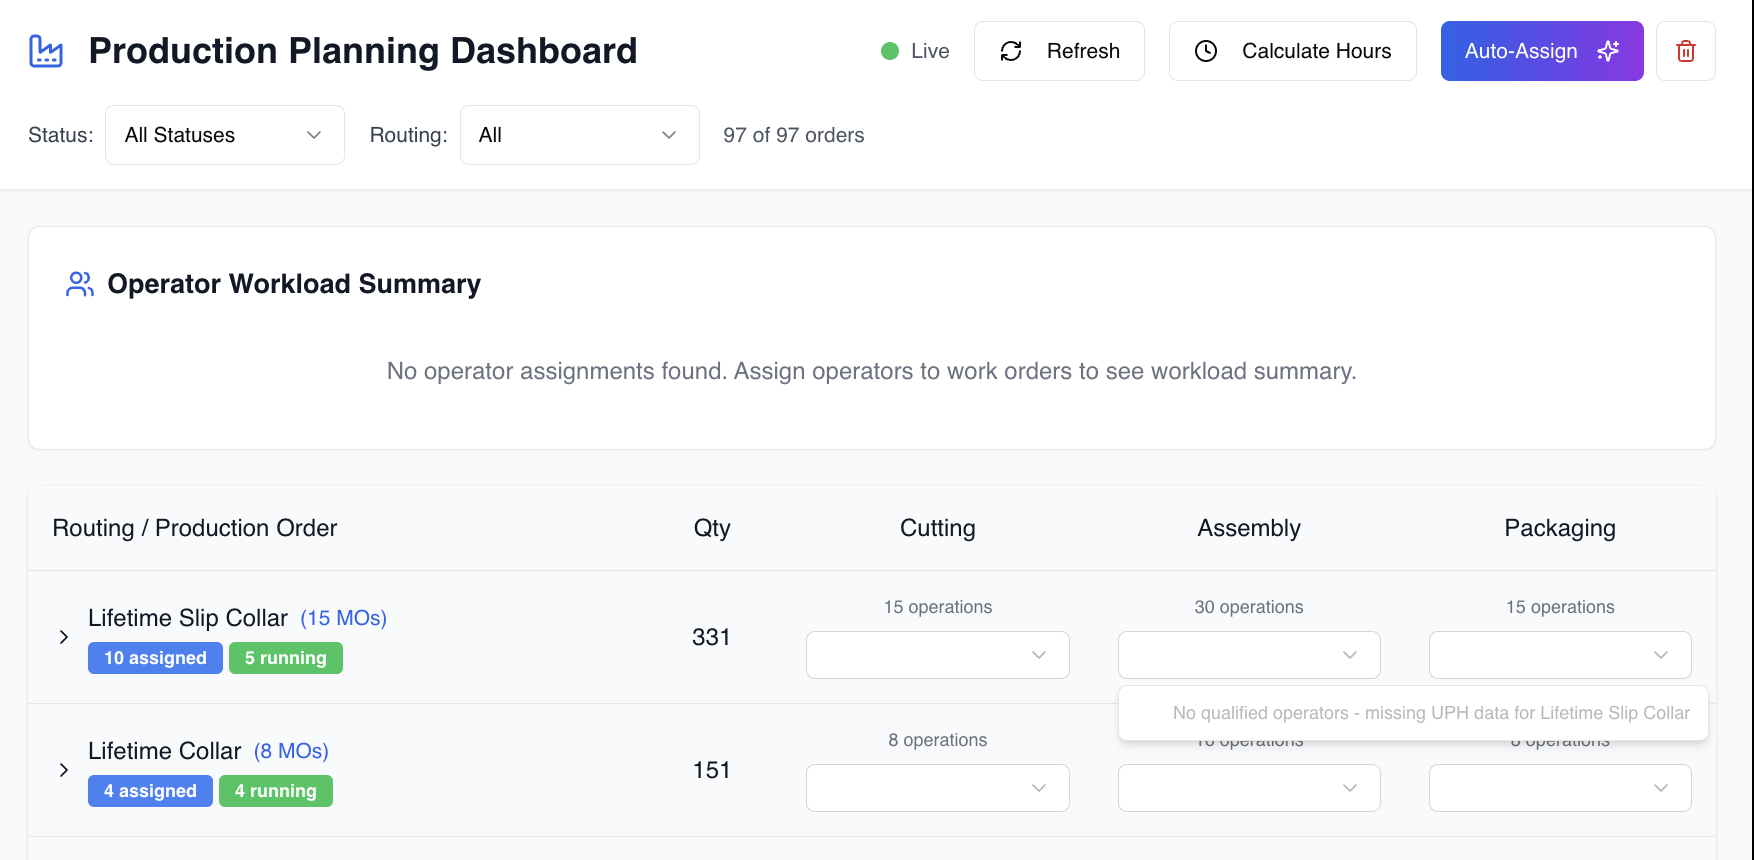 Production Planning Dashboard
Live
Refresh
Calculate Hours
Auto-Assign
Status:
All Statuses
Routing:
All
97 of 97 orders
Operator Workload Summary
No operator assignments found. Assign operators to work orders to see workload summary.
Routing / Production Order
Qty
Cutting
Assembly
Packaging
Lifetime Slip Collar (15 MOs)
10 assigned
5 running
331
15 operations
30 operations
15 operations
No qualified operators - missing UPH data for Lifetime Slip Collar
Lifetime Collar (8 MOs)
4 assigned
4 running
151
8 operations
16 operations
8 operations